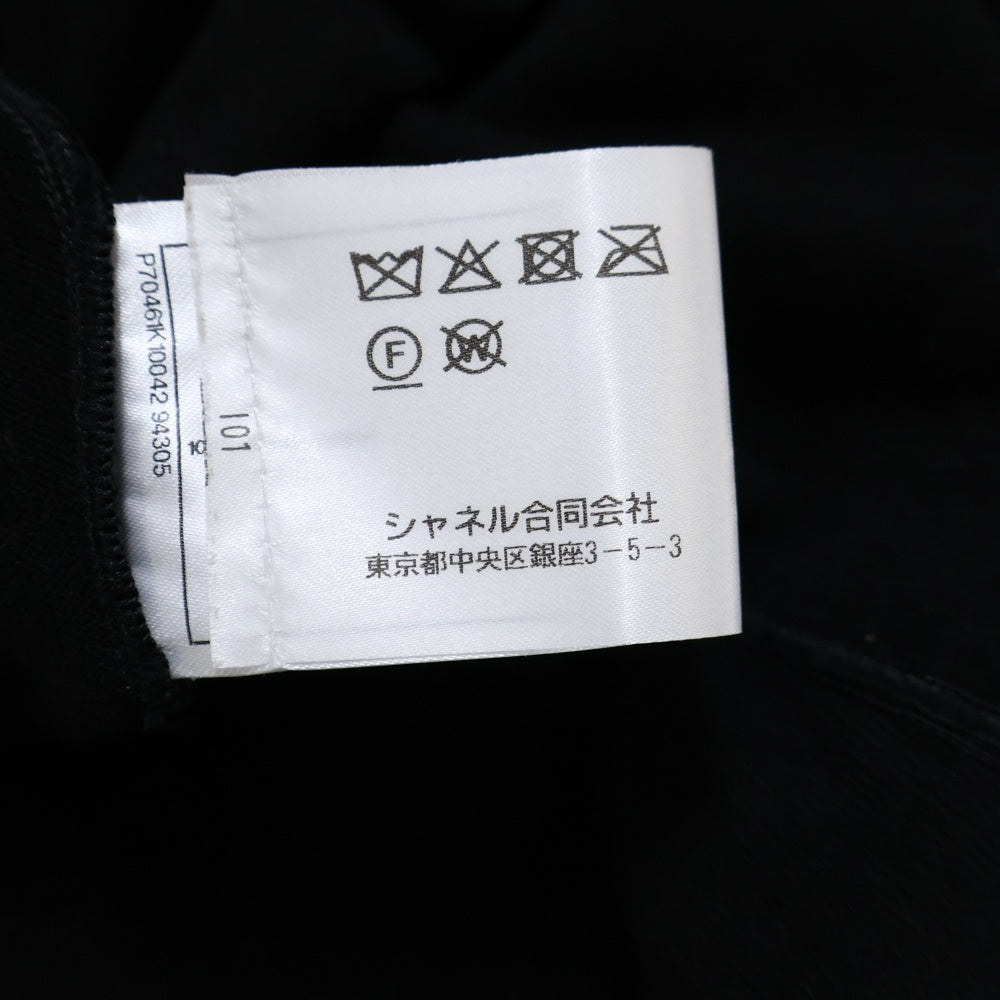 P70461K10042 94305
101
F
W
シャネル合同会社
東京都中央区銀座3-5-3